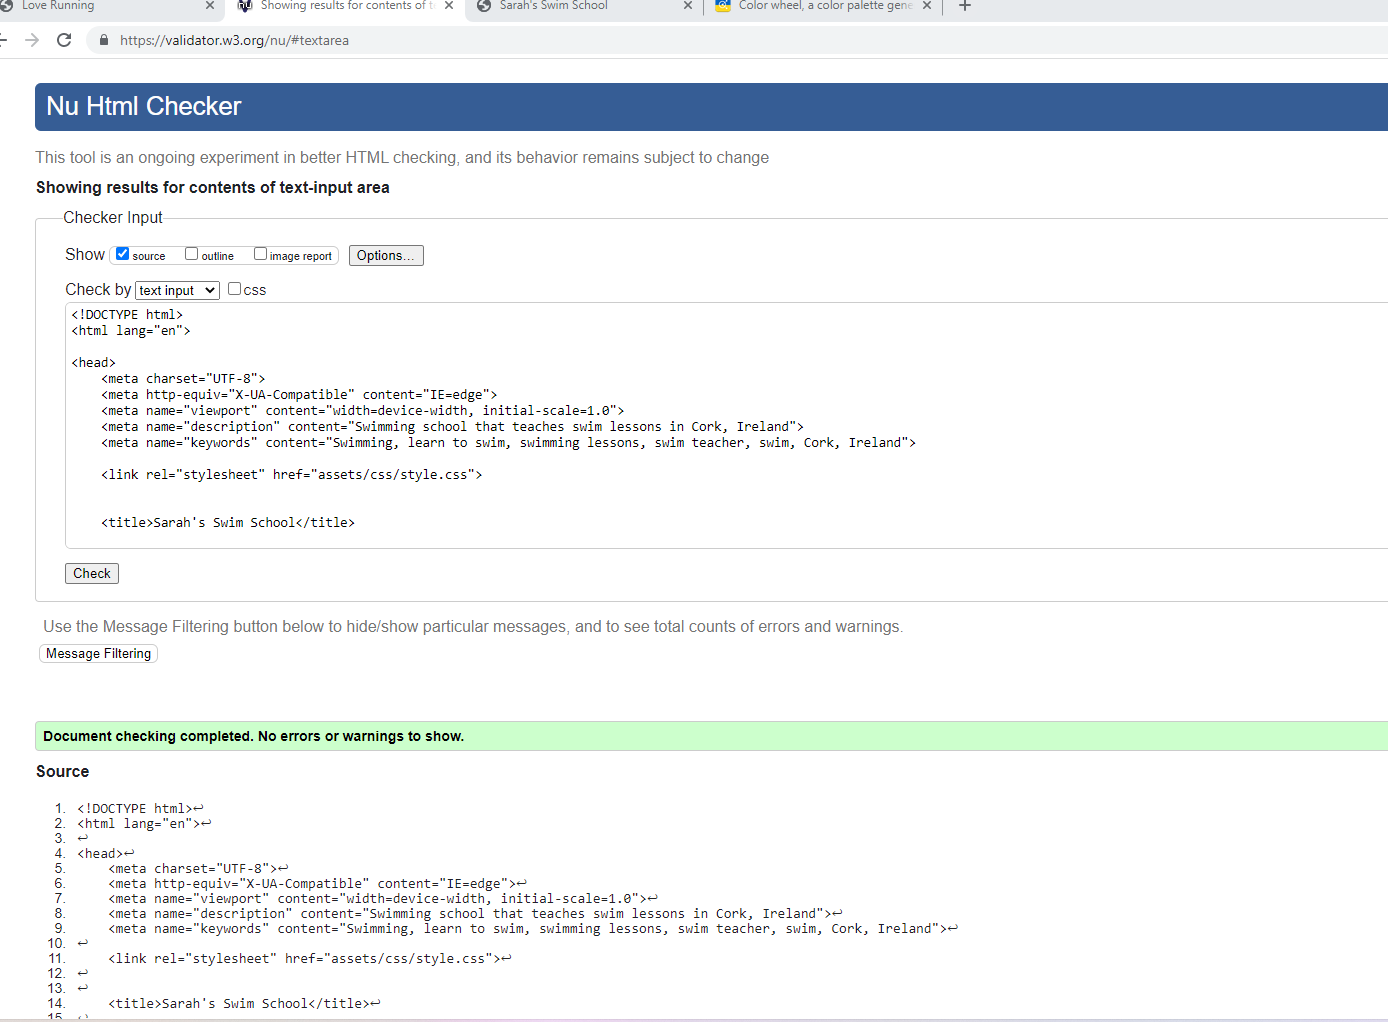 Love Running
Showing results for contents of t
Sarah's Swim School
Color wheel, a color palette gene
https://validator.w3.org/nu/#textarea
Nu Html Checker
This tool is an ongoing experiment in better HTML checking, and its behavior remains subject to change
Showing results for contents of text-input area
Checker Input
Show source outline image report Options...
Check by text input css
<!DOCTYPE html>
<html lang="en">
<head>
<meta charset="UTF-8">
<meta http-equiv="X-UA-Compatible" content="IE=edge">
<meta name="viewport" content="width=device-width, initial-scale=1.0">
<meta name="description" content="Swimming school that teaches swim lessons in Cork, Ireland">
<meta name="keywords" content="Swimming, learn to swim, swimming lessons, swim teacher, swim, Cork, Ireland">
<link rel="stylesheet" href="assets/css/style.css">
<title>Sarah's Swim School</title>
Check
Use the Message Filtering button below to hide/show particular messages, and to see total counts of errors and warnings.
Message Filtering
Document checking completed. No errors or warnings to show.
Source
1. <!DOCTYPE html>↩
2. <html lang="en">↩
3. ↩
4. <head>↩
5. <meta charset="UTF-8">↩
6. <meta http-equiv="X-UA-Compatible" content="IE=edge">↩
7. <meta name="viewport" content="width=device-width, initial-scale=1.0">↩
8. <meta name="description" content="Swimming school that teaches swim lessons in Cork, Ireland">↩
9. <meta name="keywords" content="Swimming, learn to swim, swimming lessons, swim teacher, swim, Cork, Ireland">↩
10. ↩
11. <link rel="stylesheet" href="assets/css/style.css">↩
12. ↩
13. ↩
14. <title>Sarah's Swim School</title>↩
15. ↩